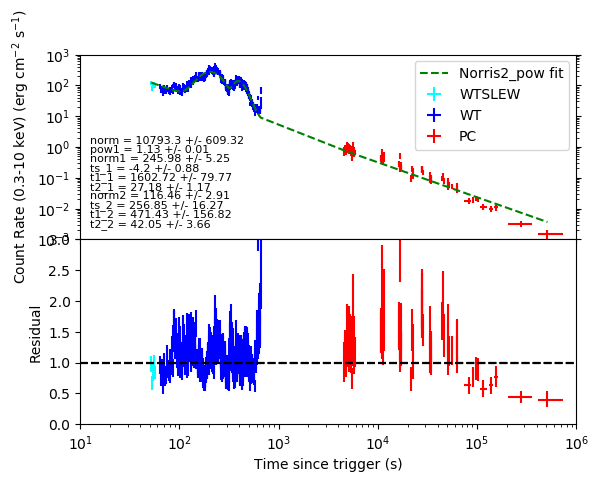 Count Rate (0.3-10 keV) (erg cm⁻² s⁻¹)
10³
10²
10¹
10⁰
10⁻¹
10⁻²
10⁻³
Norris2_pow fit
WTSLEW
WT
PC
norm = 10793.3 +/- 609.32
pow1 = 1.13 +/- 0.01
norm1 = 245.98 +/- 5.25
ts_1 = -4.2 +/- 0.88
t1_1 = 1602.72 +/- 79.77
t2_1 = 27.18 +/- 1.17
norm2 = 116.46 +/- 2.91
ts_2 = 256.85 +/- 16.27
t1_2 = 471.43 +/- 156.82
t2_2 = 42.05 +/- 3.66
Residual
3.0
2.5
2.0
1.5
1.0
0.5
0.0
10¹ 10² 10³ 10⁴ 10⁵ 10⁶
Time since trigger (s)